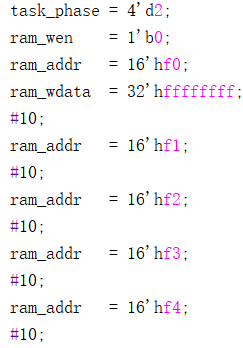 task_phase = 4'd2;
ram_wen = 1'b0;
ram_addr = 16'hf0;
ram_wdata = 32'hffffffff;
#10;
ram_addr = 16'hf1;
#10;
ram_addr = 16'hf2;
#10;
ram_addr = 16'hf3;
#10;
ram_addr = 16'hf4;
#10;